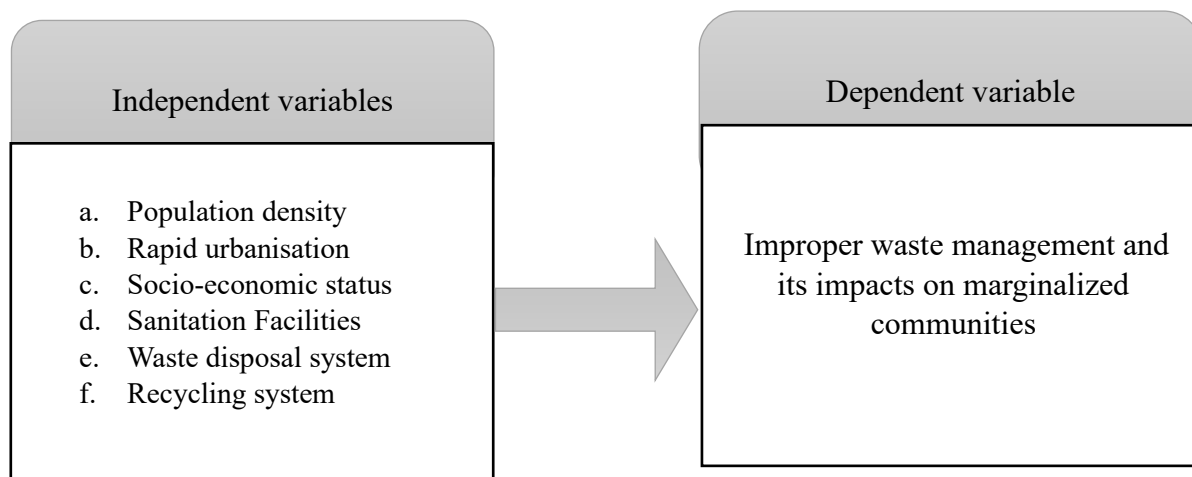 Independent variables
a. Population density
b. Rapid urbanisation
c. Socio-economic status
d. Sanitation Facilities
e. Waste disposal system
f. Recycling system
Dependent variable
Improper waste management and
its impacts on marginalized
communities